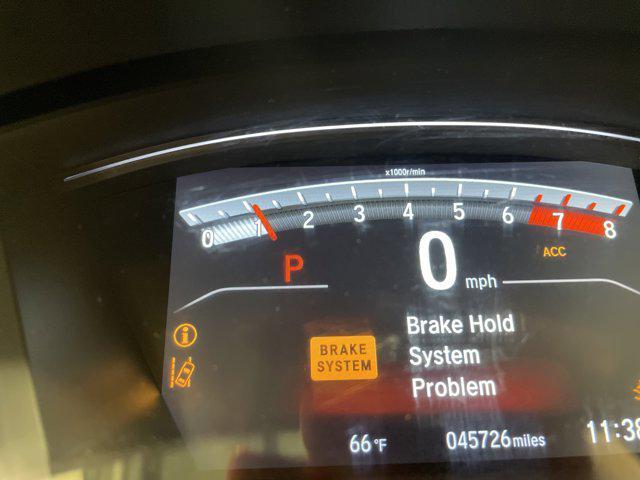 x1000r/min
0 1 2 3 4 5 6 7 8
ACC
P 0 mph
Brake Hold
System
Problem
BRAKE
SYSTEM
66°F 045726 miles 11:38